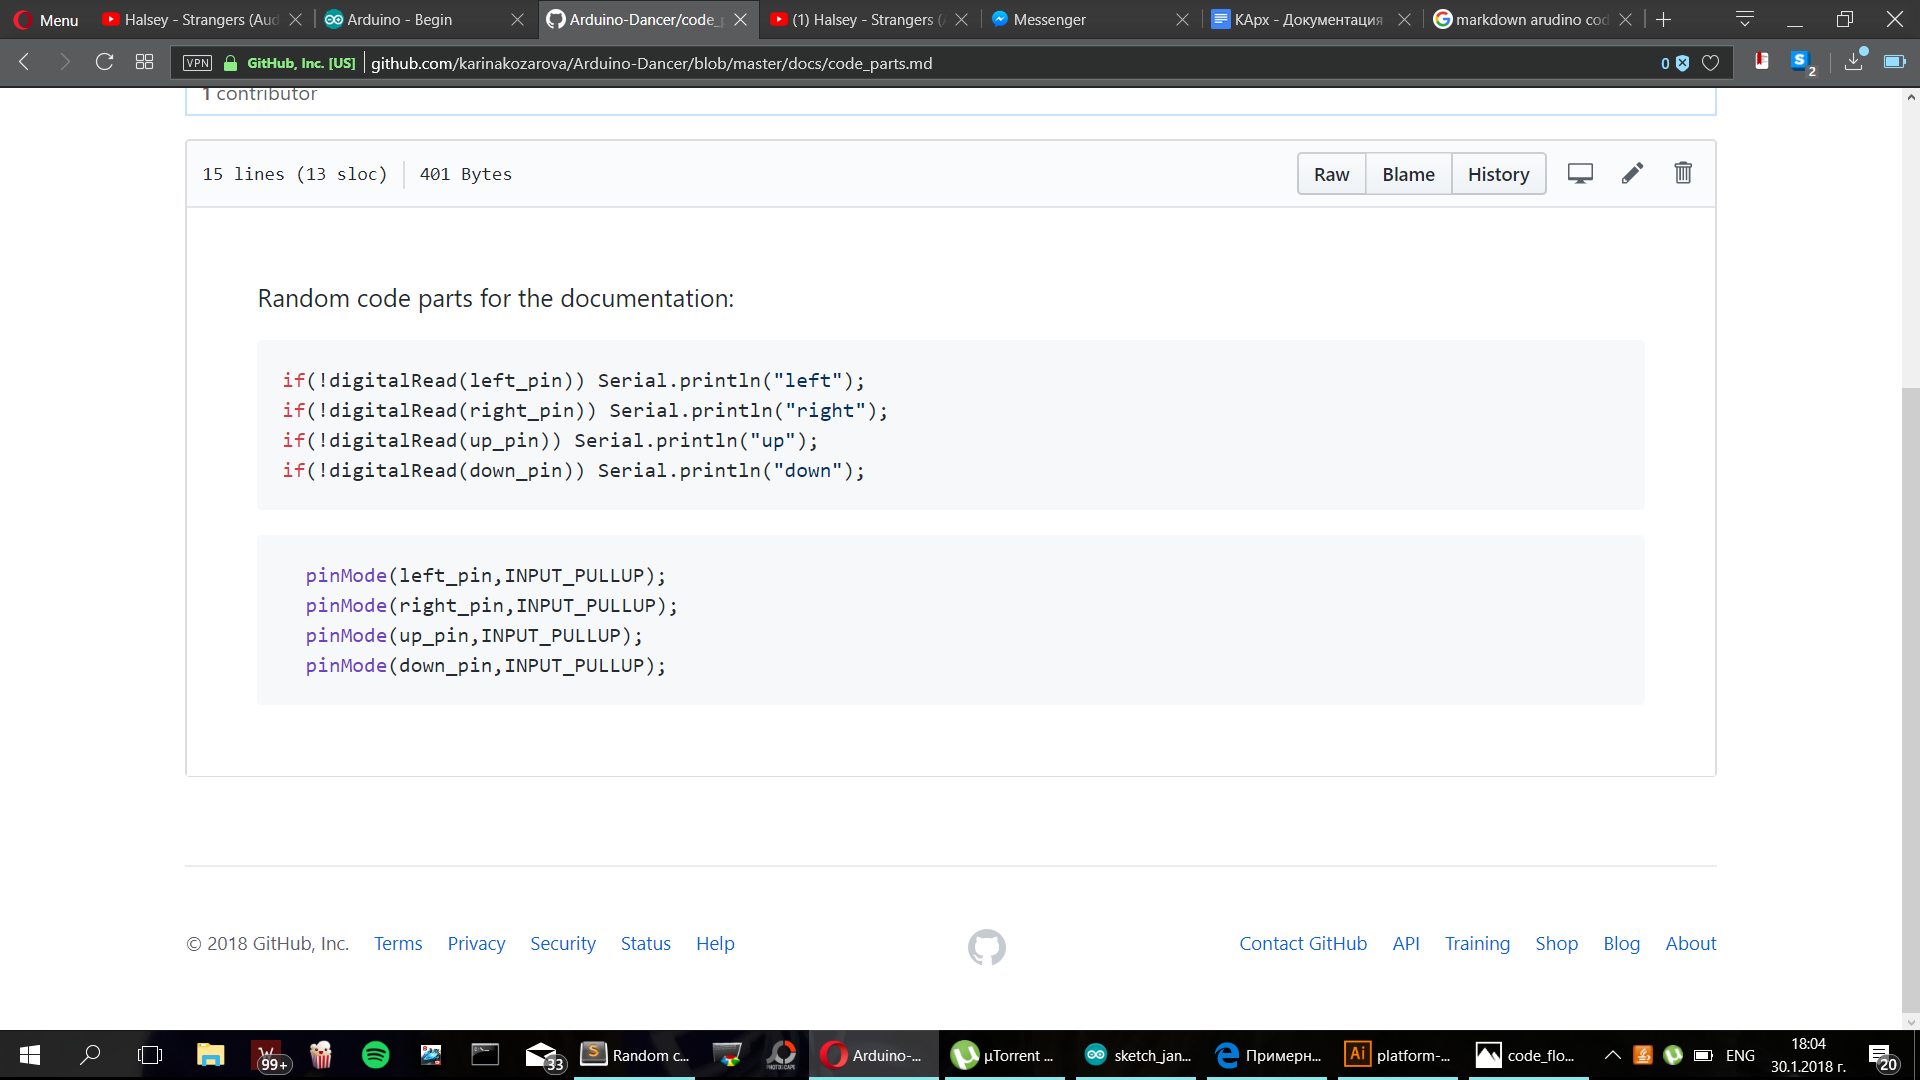 Menu
Halsey - Strangers (Aud
Arduino - Begin
Arduino-Dancer/code_p
(1) Halsey - Strangers (A
Messenger
КАрх - Документация
markdown arudino cod
VPN
GitHub, Inc. [US]
github.com/karinakozarova/Arduino-Dancer/blob/master/docs/code_parts.md
0
2
1 contributor
15 lines (13 sloc)
401 Bytes
Raw
Blame
History
Random code parts for the documentation:
if(!digitalRead(left_pin)) Serial.println("left");
if(!digitalRead(right_pin)) Serial.println("right");
if(!digitalRead(up_pin)) Serial.println("up");
if(!digitalRead(down_pin)) Serial.println("down");
pinMode(left_pin,INPUT_PULLUP);
pinMode(right_pin,INPUT_PULLUP);
pinMode(up_pin,INPUT_PULLUP);
pinMode(down_pin,INPUT_PULLUP);
© 2018 GitHub, Inc.
Terms
Privacy
Security
Status
Help
Contact GitHub
API
Training
Shop
Blog
About
99+
33
Random c...
Arduino-...
µTorrent ...
sketch_jan...
Примерн...
Ai
platform-...
code_flo...
ENG
18:04
30.1.2018 г.
20